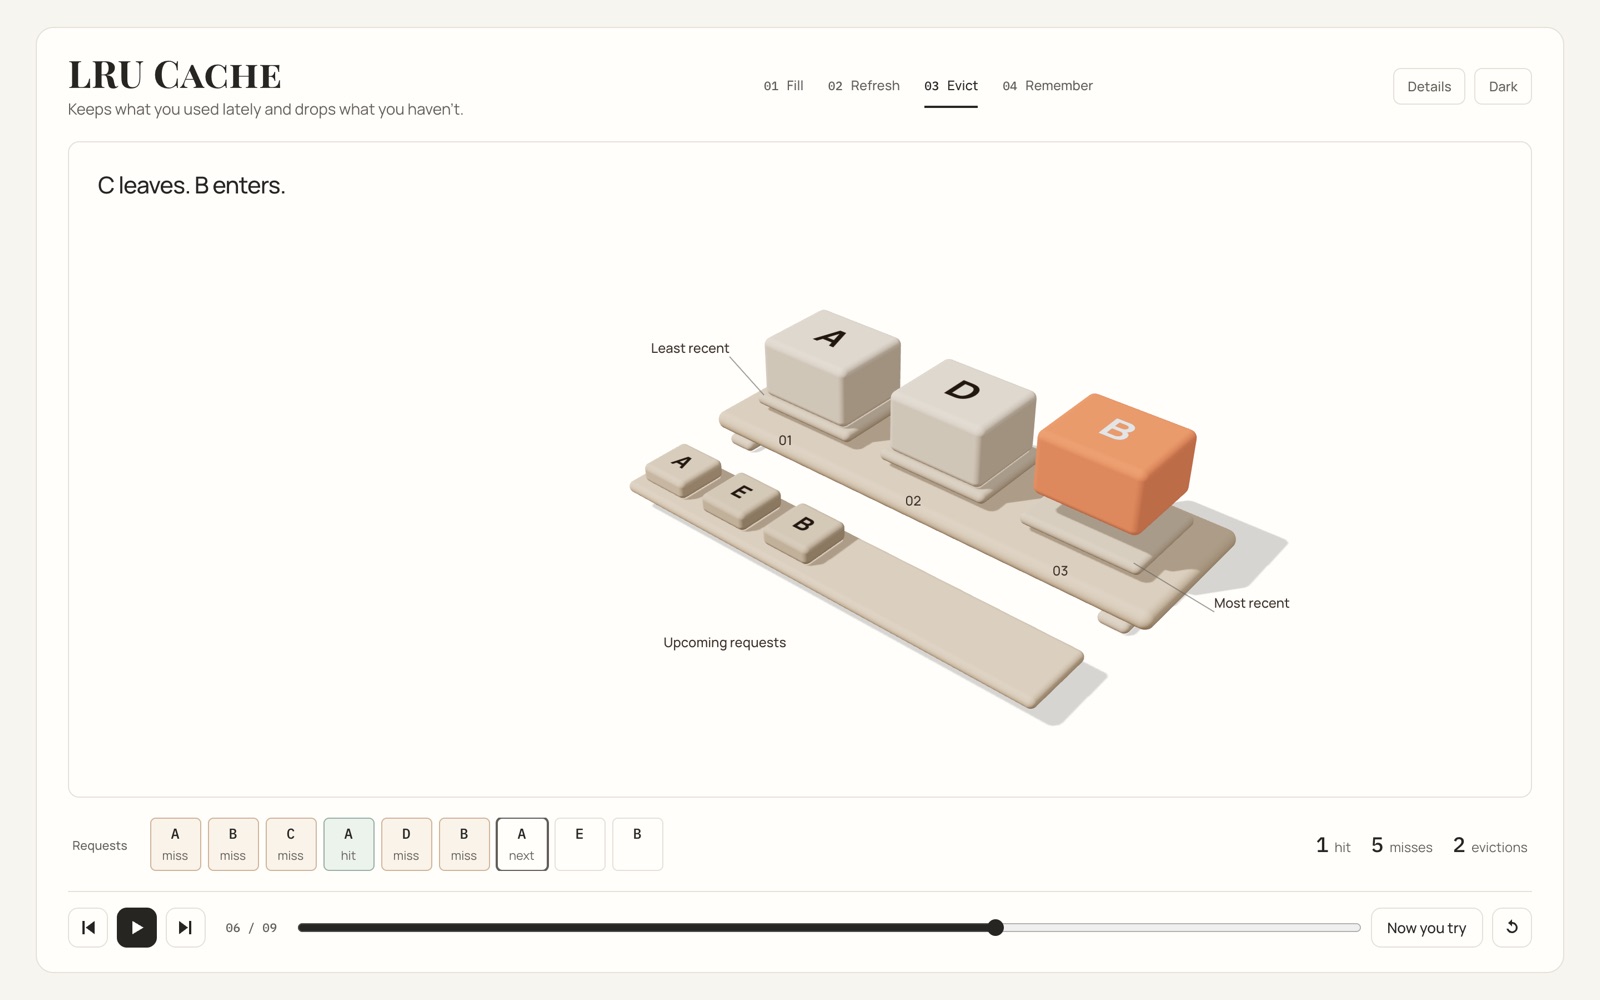 LRU CACHE
Keeps what you used lately and drops what you haven't.
01 Fill
02 Refresh
03 Evict
04 Remember
Details
Dark
C leaves. B enters.
Least recent
A
D
B
01
02
03
A
E
B
Most recent
Upcoming requests
Requests
A
miss
B
miss
C
miss
A
hit
D
miss
B
miss
A
next
E
B
1 hit
5 misses
2 evictions
06 / 09
Now you try